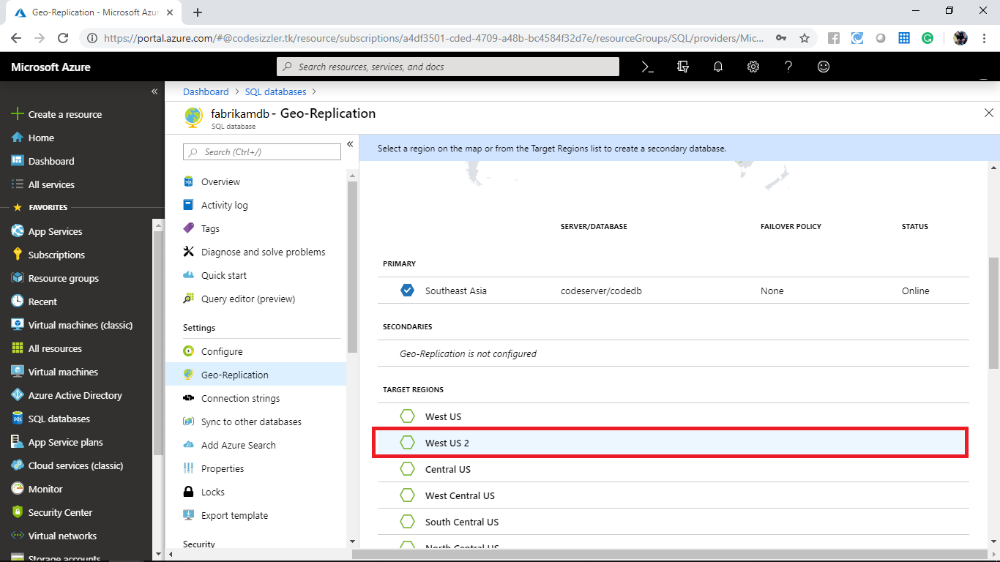 Geo-Replication - Microsoft Azur
https://portal.azure.com/#@codesizzler.tk/resource/subscriptions/a4df3501-cded-4709-a48b-bc4584f32d7e/resourceGroups/SQL/providers/Mic...
Microsoft Azure
Search resources, services, and docs
Create a resource
Home
Dashboard
All services
FAVORITES
App Services
Subscriptions
Resource groups
Recent
Virtual machines (classic)
All resources
Virtual machines
Azure Active Directory
SQL databases
App Service plans
Cloud services (classic)
Monitor
Security Center
Virtual networks
Storage accounts
Dashboard > SQL databases >
fabrikamdb - Geo-Replication
SQL database
Search (Ctrl+/)
Overview
Activity log
Tags
Diagnose and solve problems
Quick start
Query editor (preview)
Settings
Configure
Geo-Replication
Connection strings
Sync to other databases
Add Azure Search
Properties
Locks
Export template
Security
Select a region on the map or from the Target Regions list to create a secondary database.
SERVER/DATABASE FAILOVER POLICY STATUS
PRIMARY
Southeast Asia codeserver/codedb None Online
SECONDARIES
Geo-Replication is not configured
TARGET REGIONS
West US
West US 2
Central US
West Central US
South Central US
North Central US